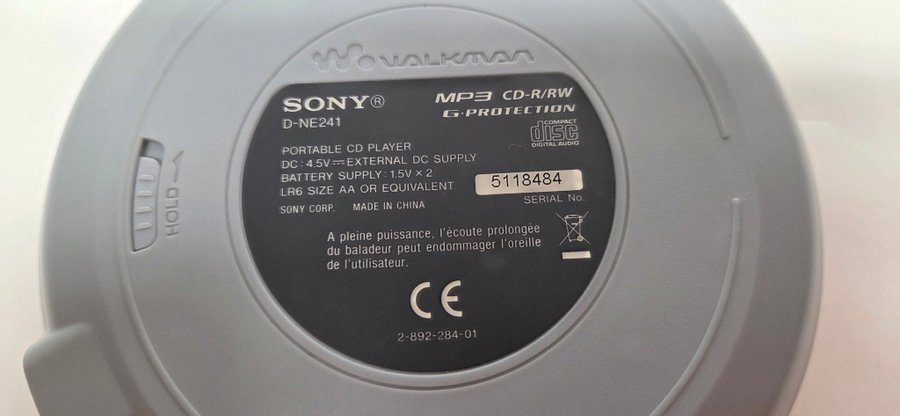 WALKMAN
SONY®
D-NE241
MP3 CD-R/RW
G-PROTECTION
COMPACT
disc
DIGITAL AUDIO
PORTABLE CD PLAYER
DC : 4.5V ⎓ EXTERNAL DC SUPPLY
BATTERY SUPPLY : 1.5V × 2
LR6 SIZE AA OR EQUIVALENT
5118484
SERIAL No.
SONY CORP. MADE IN CHINA
HOLD
A pleine puissance, l'écoute prolongée
du baladeur peut endommager l'oreille
de l'utilisateur.
CE
2-892-284-01